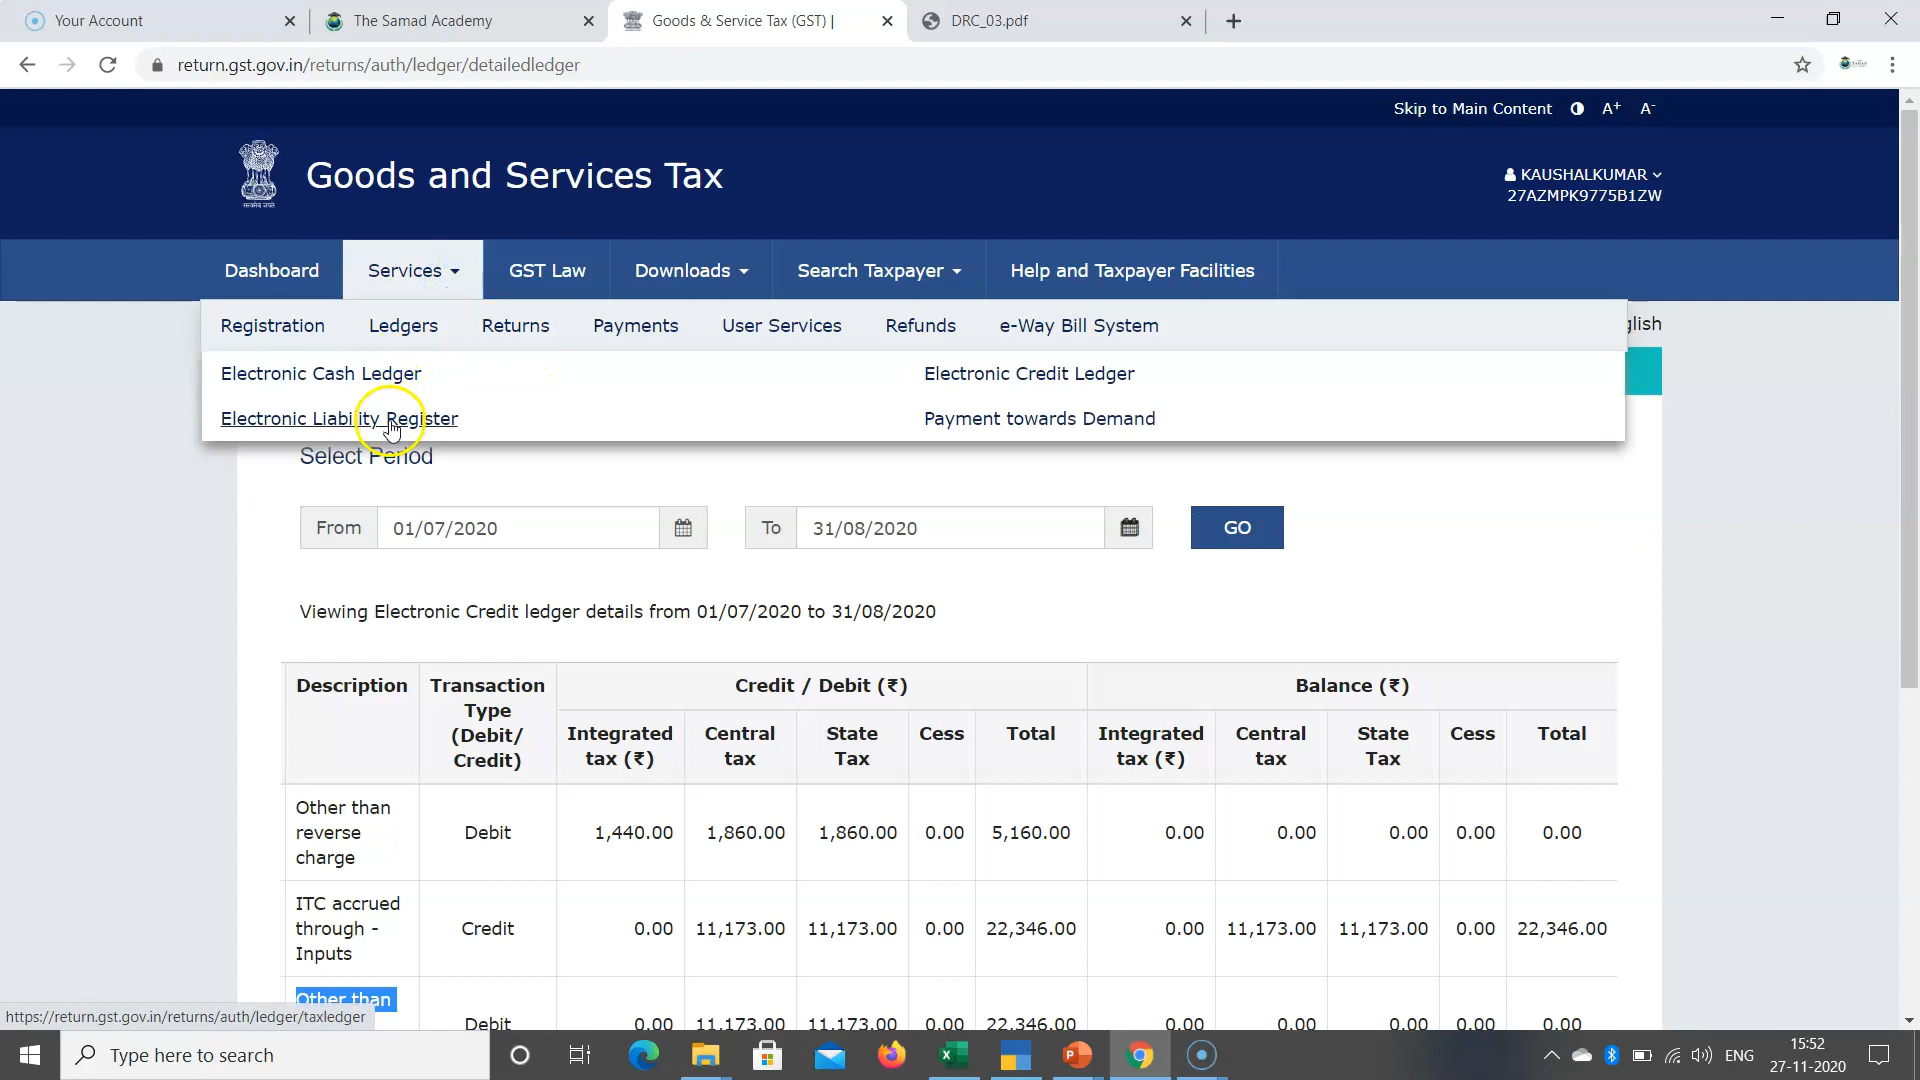 Your Account
The Samad Academy
Goods & Service Tax (GST) |
DRC_03.pdf
return.gst.gov.in/returns/auth/ledger/detailedledger
Skip to Main Content A+ A-
सत्यमेव जयते
Goods and Services Tax
KAUSHALKUMAR
27AZMPK9775B1ZW
Dashboard Services GST Law Downloads Search Taxpayer Help and Taxpayer Facilities
Registration Ledgers Returns Payments User Services Refunds e-Way Bill System
glish
Electronic Cash Ledger Electronic Credit Ledger
Electronic Liability Register Payment towards Demand
Select Period
From 01/07/2020 To 31/08/2020 GO
Viewing Electronic Credit ledger details from 01/07/2020 to 31/08/2020
Description Transaction Type (Debit/ Credit) Credit / Debit (₹) Balance (₹)
Integrated tax (₹) Central tax State Tax Cess Total Integrated tax (₹) Central tax State Tax Cess Total
Other than reverse charge Debit 1,440.00 1,860.00 1,860.00 0.00 5,160.00 0.00 0.00 0.00 0.00 0.00
ITC accrued through - Inputs Credit 0.00 11,173.00 11,173.00 0.00 22,346.00 0.00 11,173.00 11,173.00 0.00 22,346.00
Other than Debit 0.00 11,173.00 11,173.00 0.00 22,346.00 0.00 0.00 0.00 0.00 0.00
https://return.gst.gov.in/returns/auth/ledger/taxledger
Type here to search
ENG
15:52
27-11-2020